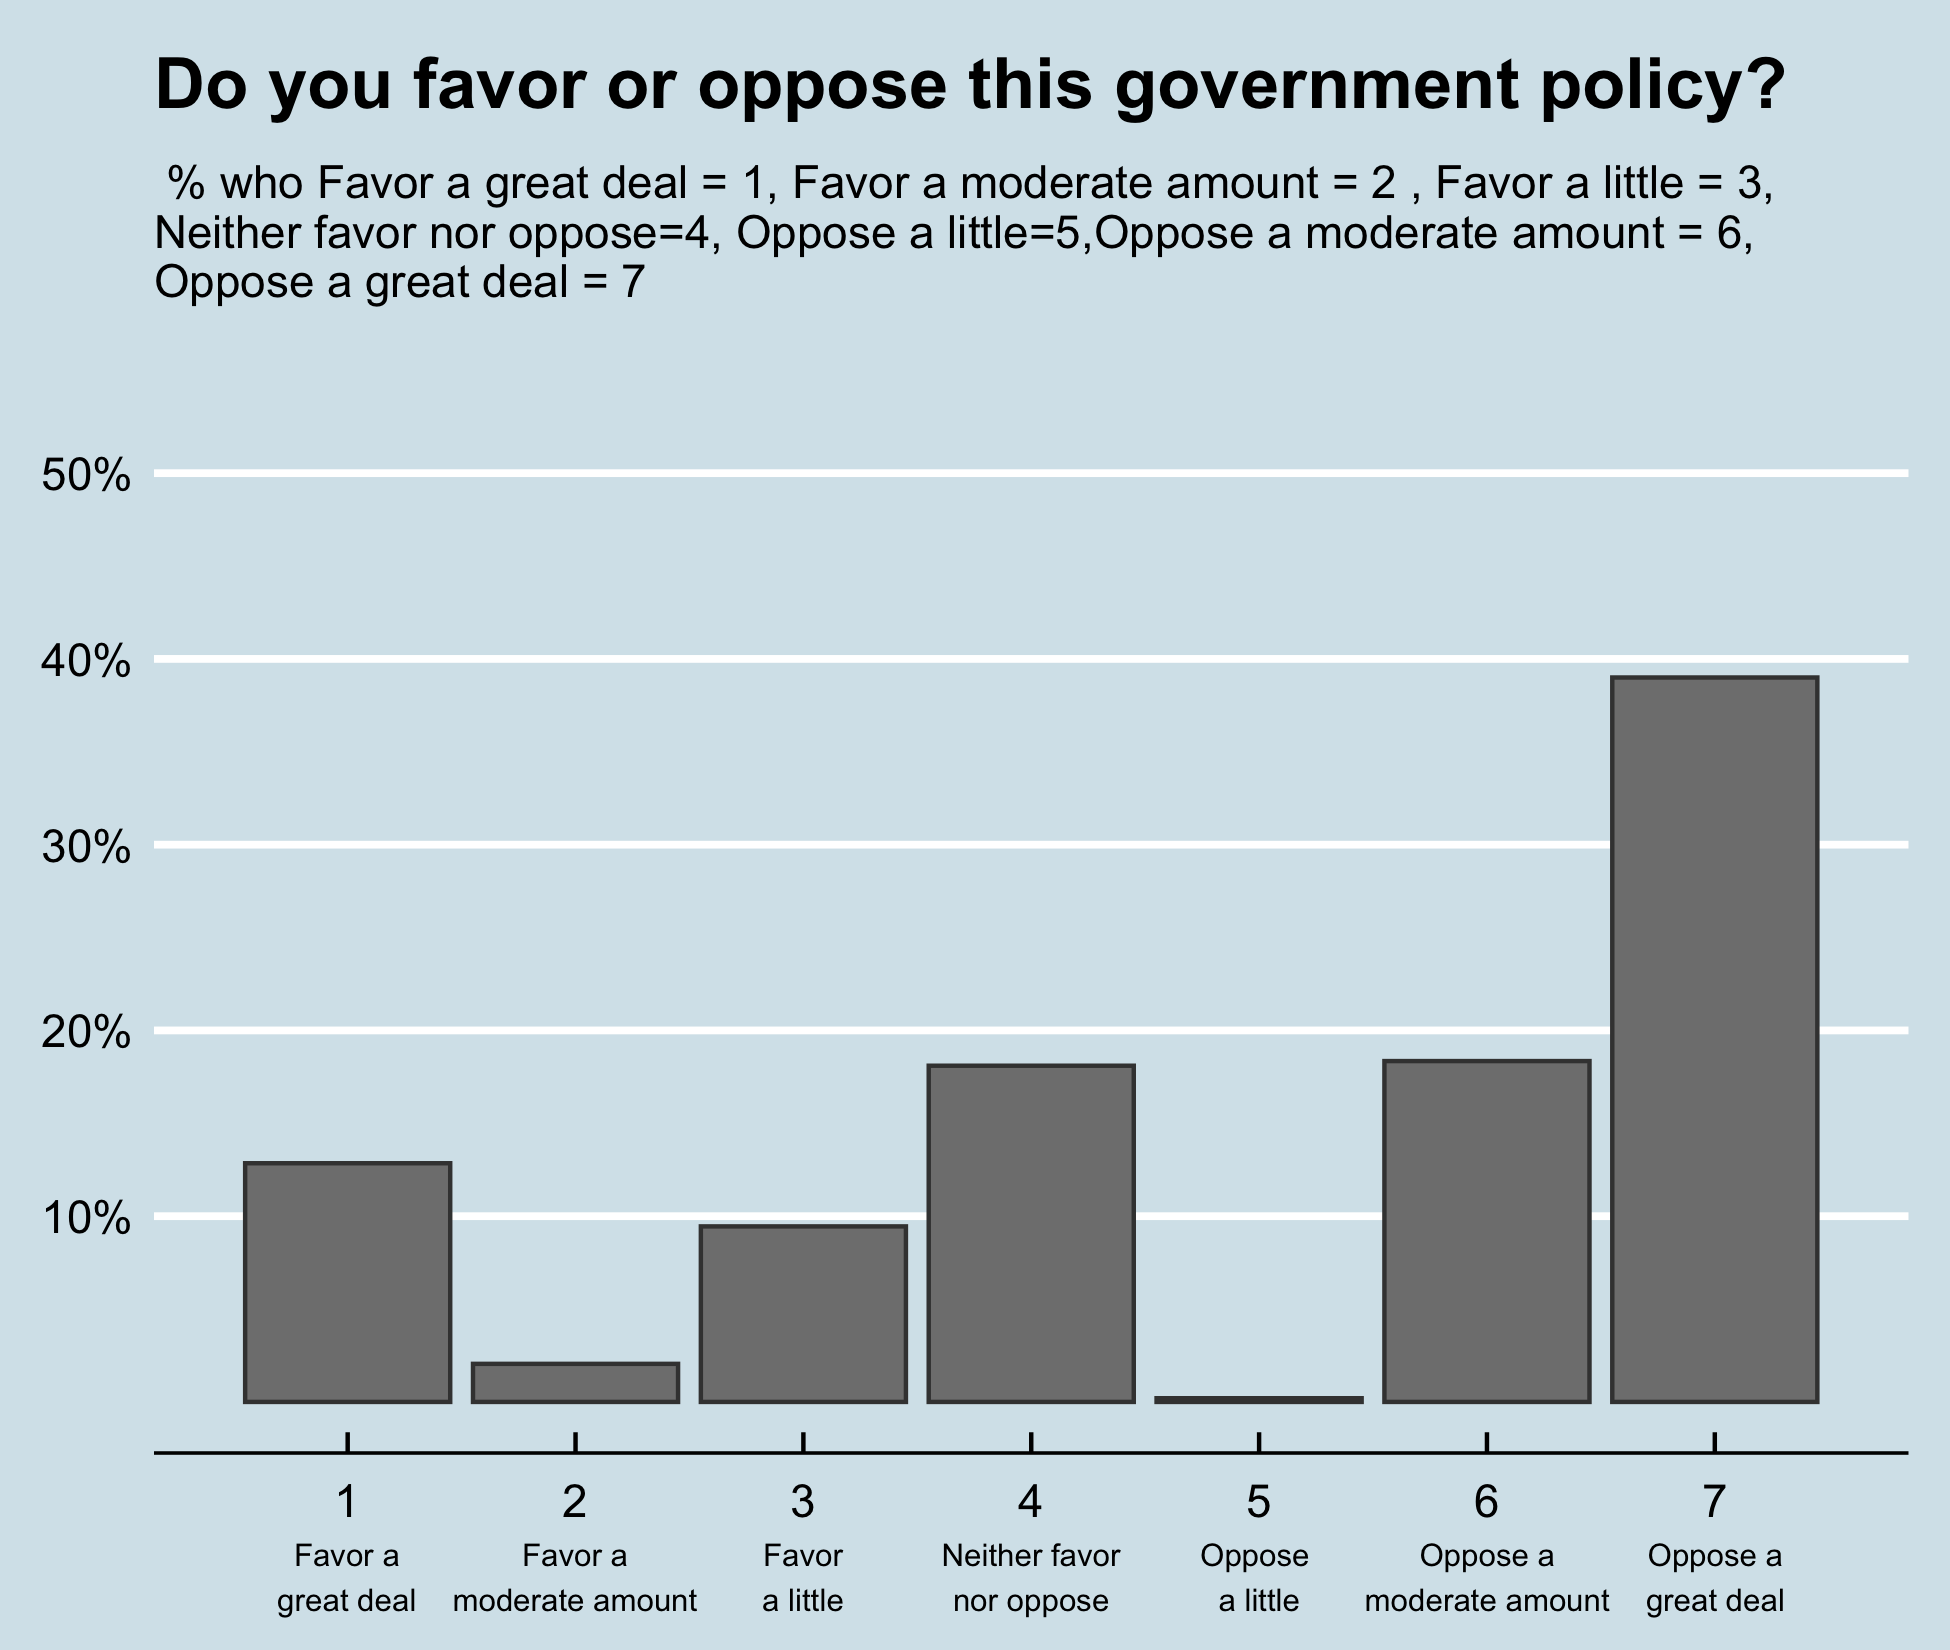 Do you favor or oppose this government policy?
% who Favor a great deal = 1, Favor a moderate amount = 2 , Favor a little = 3,
Neither favor nor oppose=4, Oppose a little=5,Oppose a moderate amount = 6,
Oppose a great deal = 7
50%
40%
30%
20%
10%
1 2 3 4 5 6 7
Favor a Favor a Favor Neither favor Oppose Oppose a Oppose a
great deal moderate amount a little nor oppose a little moderate amount great deal